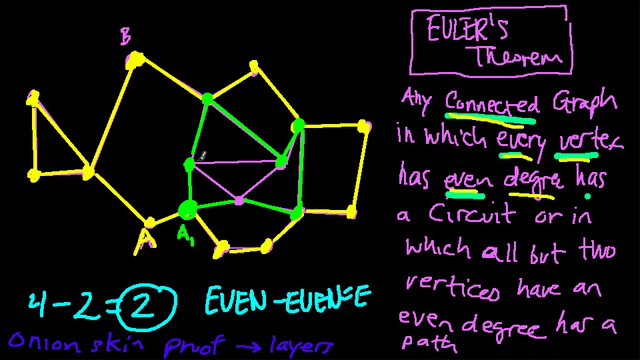 B
A
A1
EULER'S
Theorem
Any Connected Graph
in which every vertex
has even degree has
a Circuit or in
which all but two
vertices have an
even degree has a
path
4-2=2 EVEN-EVEN=E
Onion skin proof → layers